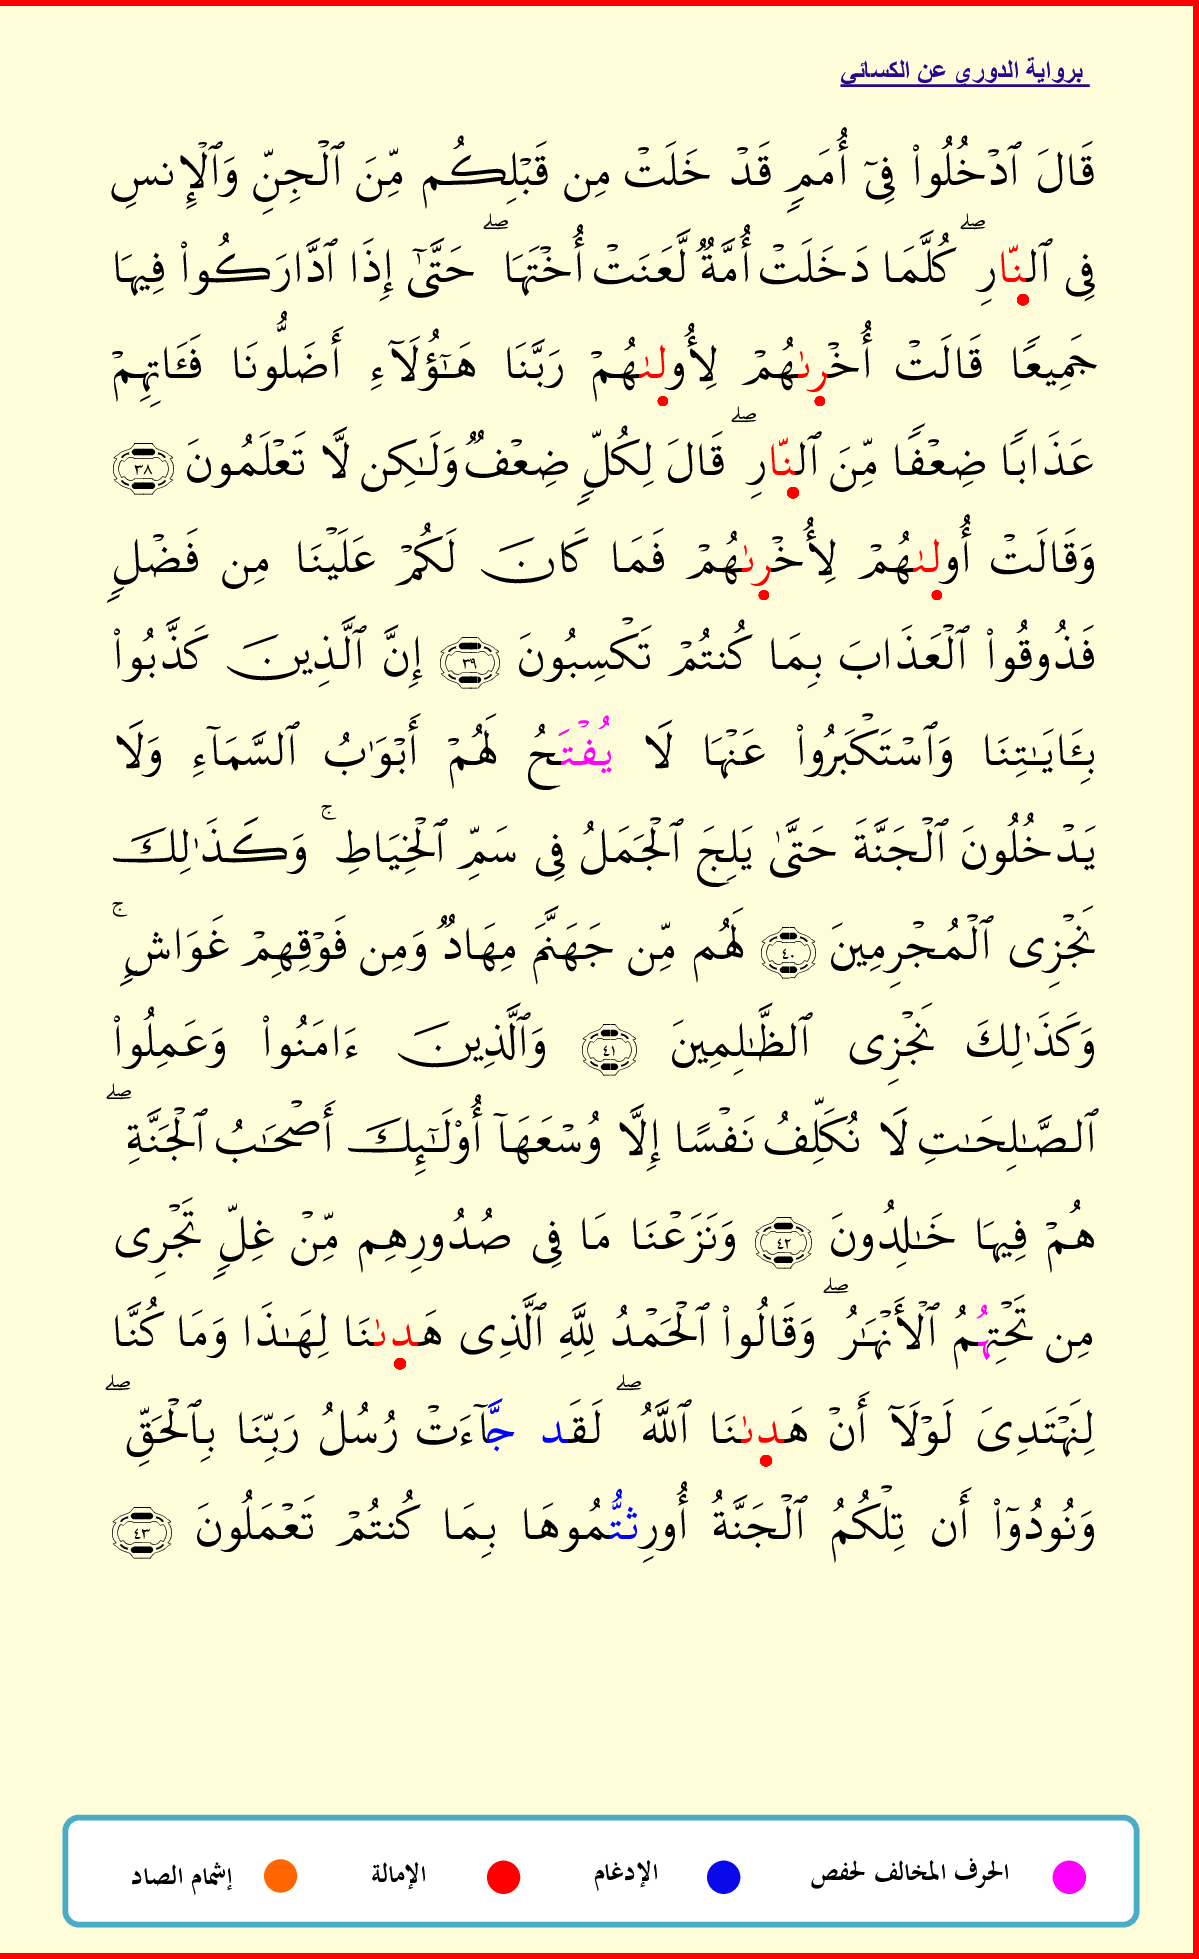 برواية الدوري عن الكسائي
قَالَ ٱدْخُلُوا۟ فِىٓ أُمَمٍ قَدْ خَلَتْ مِن قَبْلِكُم مِّنَ ٱلْجِنِّ وَٱلْإِنسِ
فِى ٱلنَّارِ ۖ كُلَّمَا دَخَلَتْ أُمَّةٌ لَّعَنَتْ أُخْتَهَا ۖ حَتَّىٰٓ إِذَا ٱدَّارَكُوا۟ فِيهَا
جَمِيعًا قَالَتْ أُخْرِىٰهُمْ لِأُولِىٰهُمْ رَبَّنَا هَٰٓؤُلَآءِ أَضَلُّونَا فَـَٔاتِهِمْ
عَذَابًا ضِعْفًا مِّنَ ٱلنَّارِ ۖ قَالَ لِكُلٍّ ضِعْفٌ وَلَٰكِن لَّا تَعْلَمُونَ ٣٨
وَقَالَتْ أُولِىٰهُمْ لِأُخْرِىٰهُمْ فَمَا كَانَ لَكُمْ عَلَيْنَا مِن فَضْلٍ
فَذُوقُوا۟ ٱلْعَذَابَ بِمَا كُنتُمْ تَكْسِبُونَ ٣٩ إِنَّ ٱلَّذِينَ كَذَّبُوا۟
بِـَٔايَٰتِنَا وَٱسْتَكْبَرُوا۟ عَنْهَا لَا يُفْتَحُ لَهُمْ أَبْوَٰبُ ٱلسَّمَآءِ وَلَا
يَدْخُلُونَ ٱلْجَنَّةَ حَتَّىٰ يَلِجَ ٱلْجَمَلُ فِى سَمِّ ٱلْخِيَاطِ ۚ وَكَذَٰلِكَ
نَجْزِى ٱلْمُجْرِمِينَ ٤٠ لَهُم مِّن جَهَنَّمَ مِهَادٌ وَمِن فَوْقِهِمْ غَوَاشٍ ۚ
وَكَذَٰلِكَ نَجْزِى ٱلظَّٰلِمِينَ ٤١ وَٱلَّذِينَ ءَامَنُوا۟ وَعَمِلُوا۟
ٱلصَّٰلِحَٰتِ لَا نُكَلِّفُ نَفْسًا إِلَّا وُسْعَهَآ أُو۟لَٰٓئِكَ أَصْحَٰبُ ٱلْجَنَّةِ ۖ
هُمْ فِيهَا خَٰلِدُونَ ٤٢ وَنَزَعْنَا مَا فِى صُدُورِهِم مِّنْ غِلٍّ تَجْرِى
مِن تَحْتِهُمُ ٱلْأَنْهَٰرُ ۖ وَقَالُوا۟ ٱلْحَمْدُ لِلَّهِ ٱلَّذِى هَدِىٰنَا لِهَٰذَا وَمَا كُنَّا
لِنَهْتَدِىَ لَوْلَآ أَنْ هَدِىٰنَا ٱللَّهُ ۖ لَقَد جَّآءَتْ رُسُلُ رَبِّنَا بِٱلْحَقِّ ۖ
وَنُودُوٓا۟ أَن تِلْكُمُ ٱلْجَنَّةُ أُورِثتُّمُوهَا بِمَا كُنتُمْ تَعْمَلُونَ ٤٣
الحرف المخالف لحفص الإدغام الإمالة إشمام الصاد